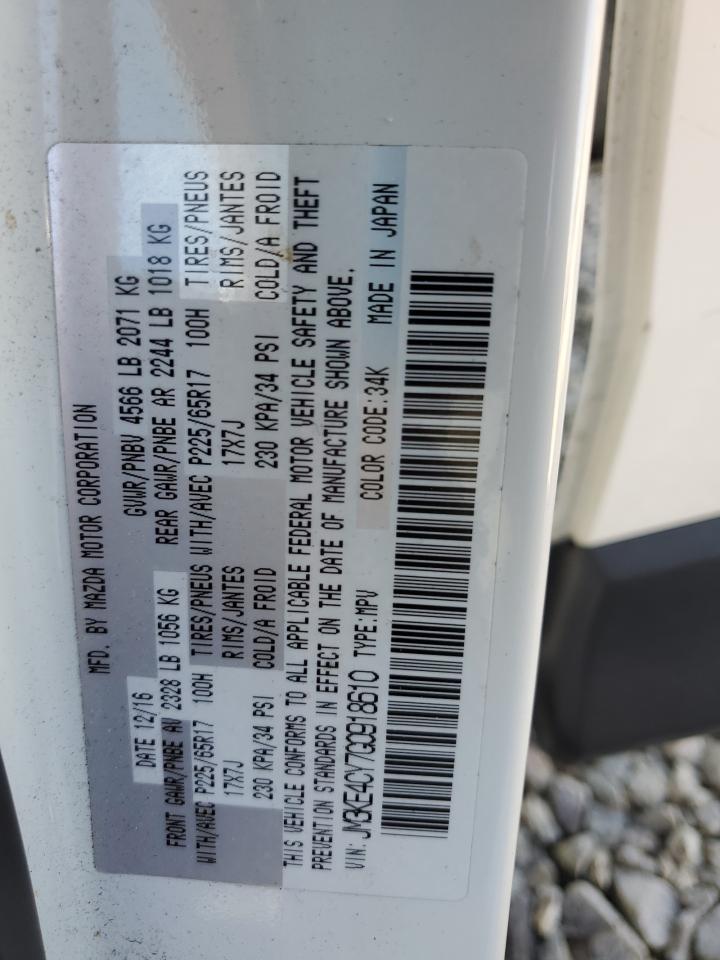 MFD. BY MAZDA MOTOR CORPORATION
DATE 12/16 GVWR/PNBV 4566 LB 2071 KG
FRONT GAWR/PNBE AV 2328 LB 1056 KG REAR GAWR/PNBE AR 2244 LB 1018 KG
WITH/AVEC P225/65R17 100H TIRES/PNEUS WITH/AVEC P225/65R17 100H TIRES/PNEUS
17X7J RIMS/JANTES 17X7J RIMS/JANTES
230 KPA/34 PSI COLD/A FROID 230 KPA/34 PSI COLD/A FROID
THIS VEHICLE CONFORMS TO ALL APPLICABLE FEDERAL MOTOR VEHICLE SAFETY AND THEFT
PREVENTION STANDARDS IN EFFECT ON THE DATE OF MANUFACTURE SHOWN ABOVE.
VIN: JM3KE4CY7G0918610 TYPE:MPV COLOR CODE:34K MADE IN JAPAN